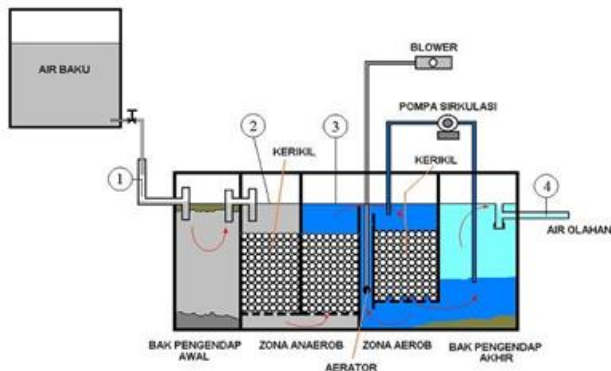 AIR BAKU
BLOWER
POMPA SIRKULASI
1
2
3
KERIKIL
KERIKIL
4
AIR OLAHAN
BAK PENGENDAP
AWAL
ZONA ANAEROB
ZONA AEROB
BAK PENGENDAP
AKHIR
AERATOR